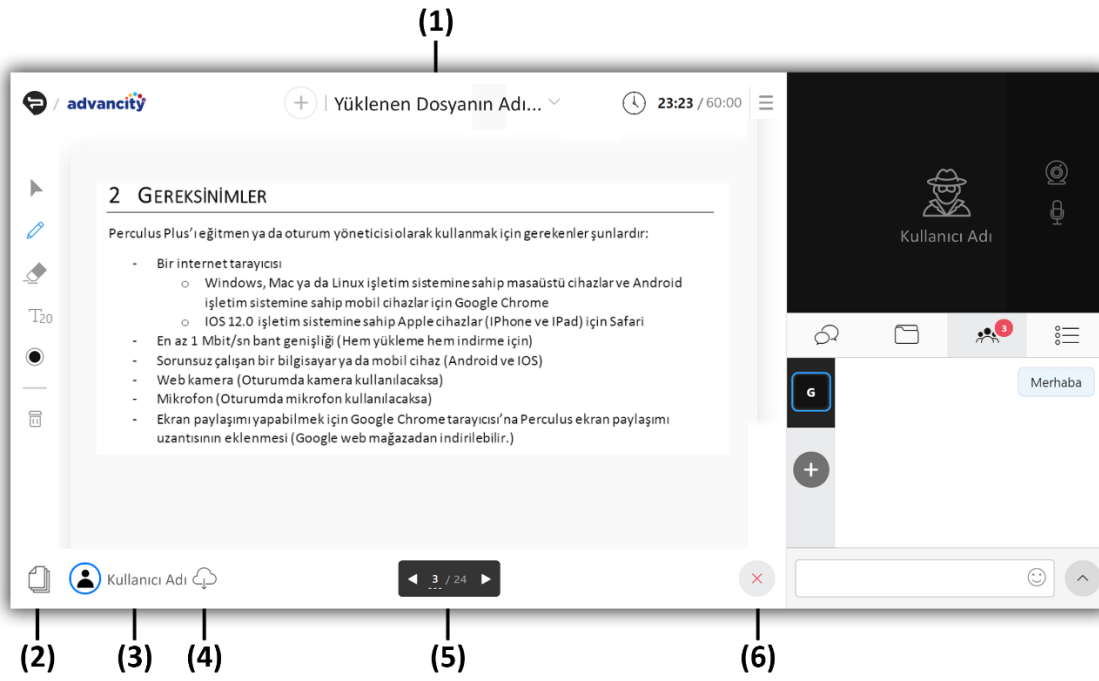 (1)
/ advancity
+ | Yüklenen Dosyanın Adı...
23:23 / 60:00
Kullanıcı Adı
2 GEREKSİNİMLER
Perculus Plus'ı eğitmen ya da oturum yöneticisi olarak kullanmak için gerekenler şunlardır:
- Bir internet tarayıcısı
o Windows, Mac ya da Linux işletim sistemine sahip masaüstü cihazlar ve Android
işletim sistemine sahip mobil cihazlar için Google Chrome
o IOS 12.0 işletim sistemine sahip Apple cihazlar (IPhone ve IPad) için Safari
- En az 1 Mbit/sn bant genişliği (Hem yükleme hem indirme için)
- Sorunsuz çalışan bir bilgisayar ya da mobil cihaz (Android ve IOS)
- Web kamera (Oturumda kamera kullanılacaksa)
- Mikrofon (Oturumda mikrofon kullanılacaksa)
- Ekran paylaşımı yapabilmek için Google Chrome tarayıcısı'na Perculus ekran paylaşımı
uzantısının eklenmesi (Google web mağazadan indirilebilir.)
T20
3
G
Merhaba
+
Kullanıcı Adı
3 / 24
(2)
(3)
(4)
(5)
(6)